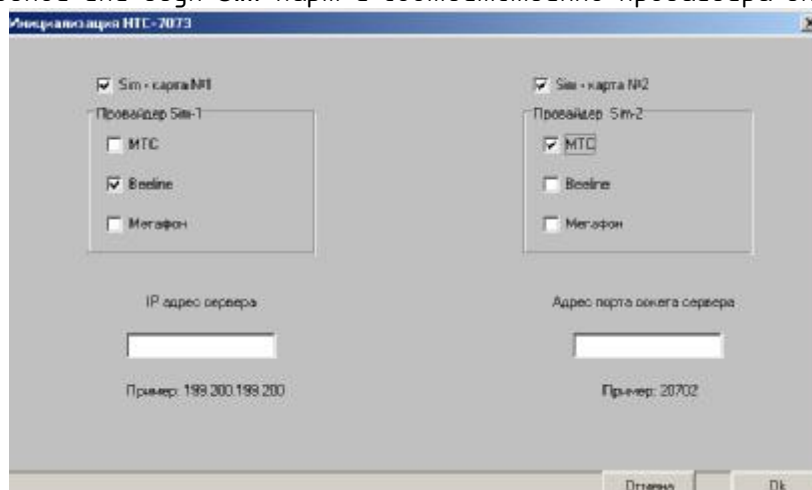 Инициализация НТС-7073
Sim - карта №1
Sim - карта №2
Провайдер Sim-1
Провайдер Sim-2
МТС
МТС
Beeline
Beeline
Мегафон
Мегафон
IP адрес сервера
Адрес порта сокета сервера
Пример: 199.200.199.200
Пример: 20702
Отмена
Ok